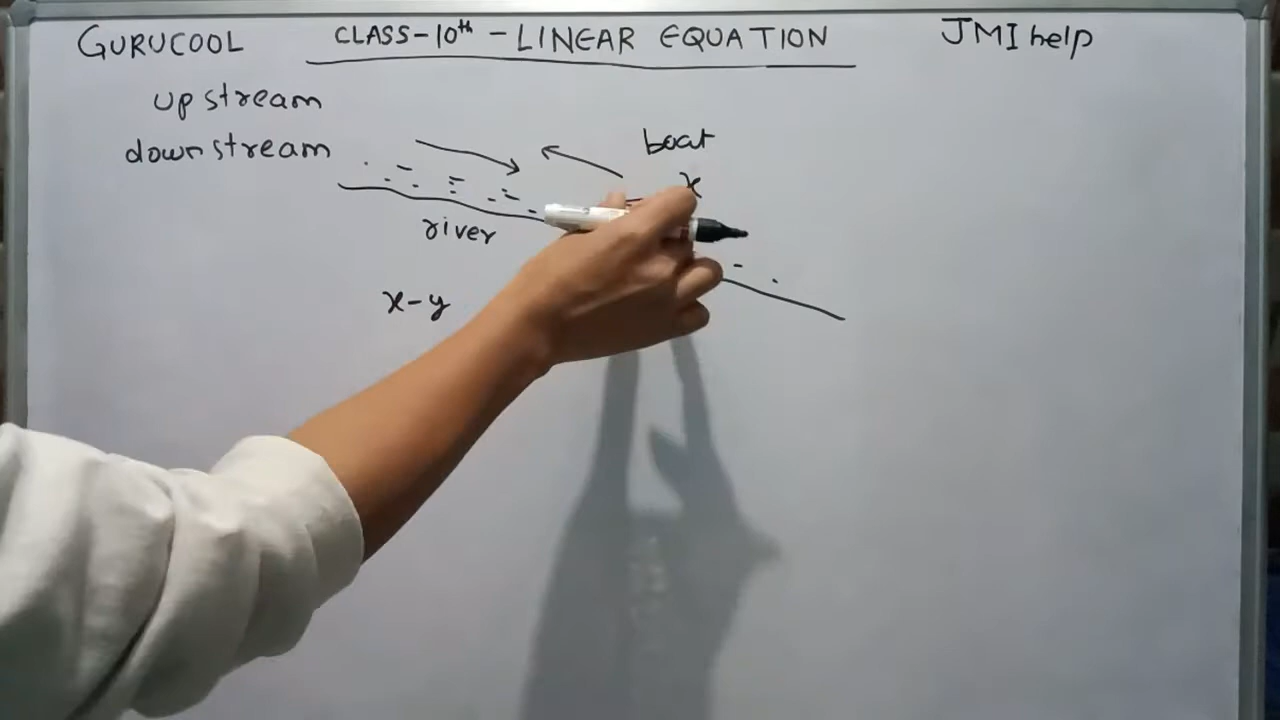 GURUCOOL CLASS-10th - LINEAR EQUATION JMI help
upstream
downstream
boat
x
river
x-y